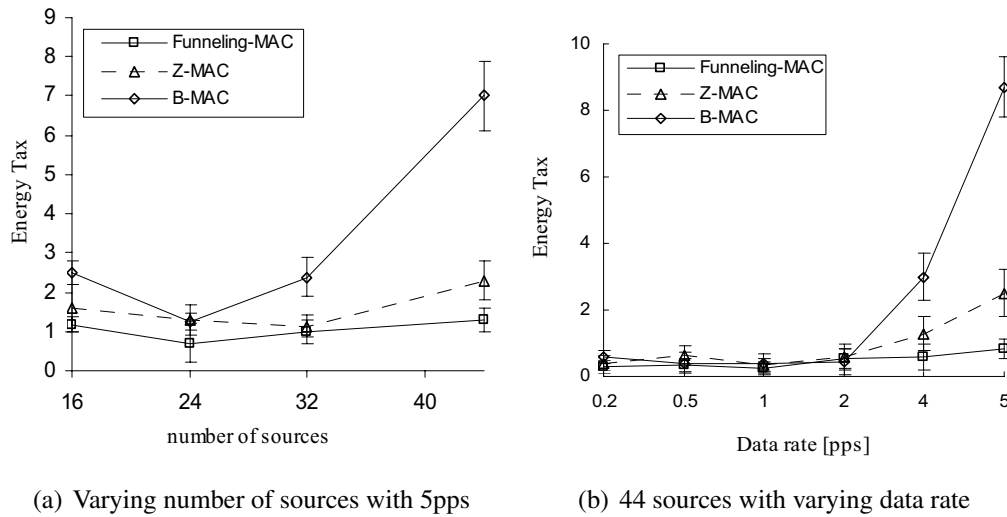 9
8
7
6
5
4
3
2
1
0
Energy Tax
Funneling-MAC
Z-MAC
B-MAC
16 24 32 40
number of sources
(a) Varying number of sources with 5pps
10
8
6
4
2
0
Energy Tax
Funneling-MAC
Z-MAC
B-MAC
0.2 0.5 1 2 4 5
Data rate [pps]
(b) 44 sources with varying data rate